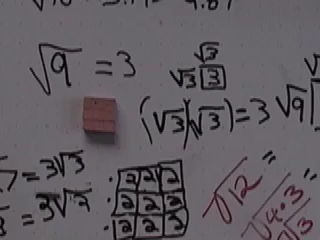 √9 = 3
√3
√3 3
(√3)(√3) = 3 √9
= 3√3
= 3√
2 2 2
2 2 2
2 2
√12 "
√4·3 "
√3